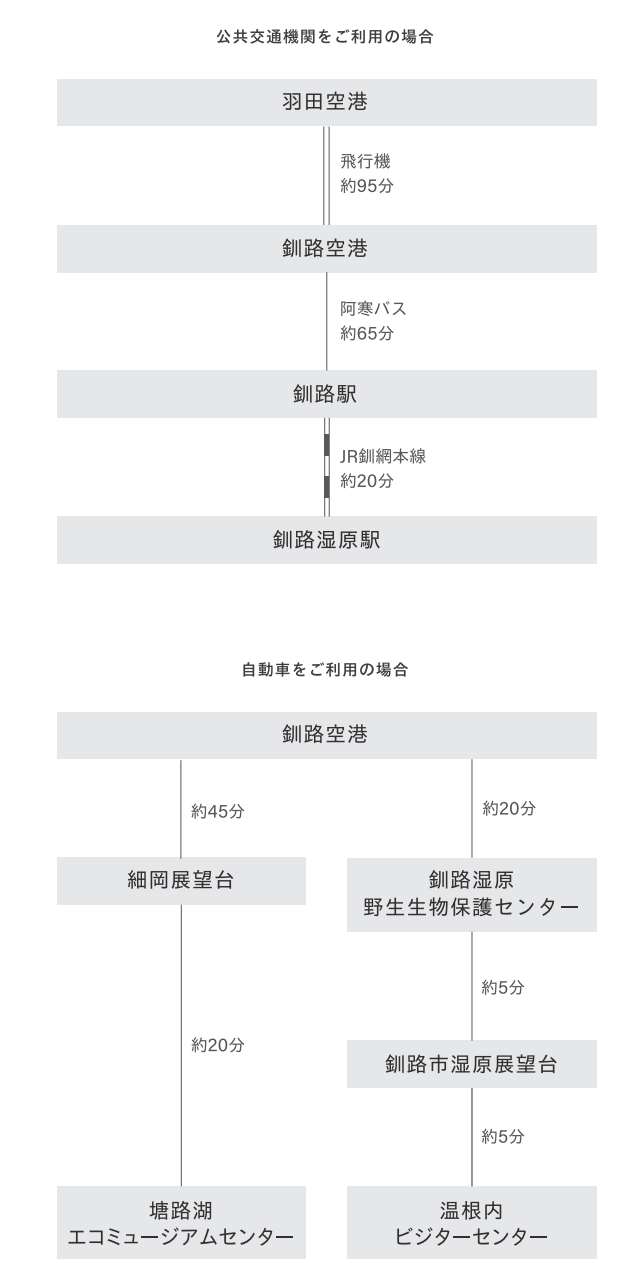 公共交通機関をご利用の場合
羽田空港
飛行機
約95分
釧路空港
阿寒バス
約65分
釧路駅
JR釧網本線
約20分
釧路湿原駅
自動車をご利用の場合
釧路空港
約45分
約20分
細岡展望台
釧路湿原
野生生物保護センター
約5分
約20分
釧路市湿原展望台
約5分
塘路湖
エコミュージアムセンター
温根内
ビジターセンター